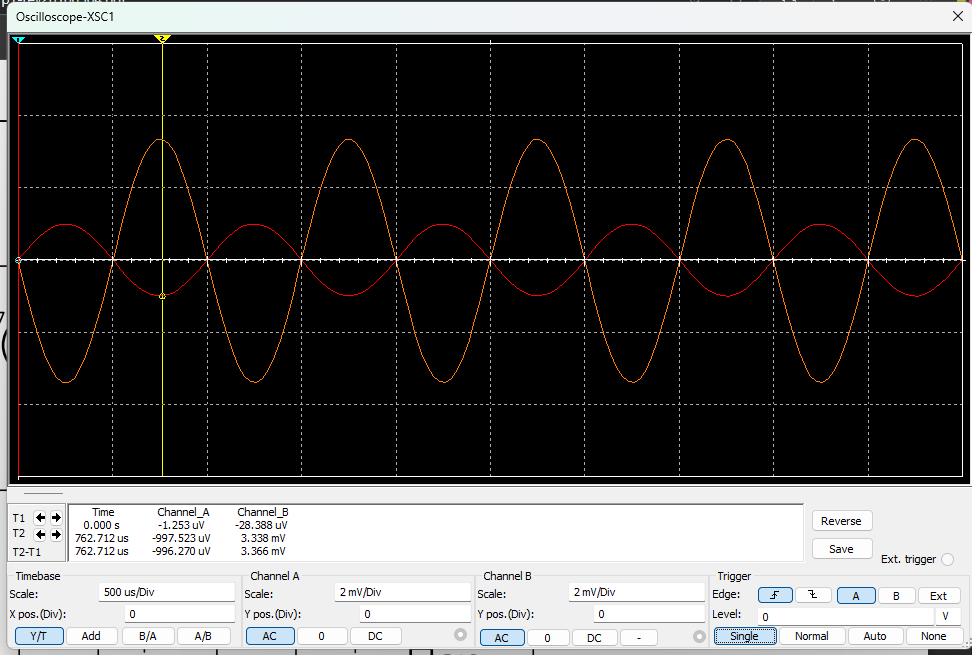 Oscilloscope-XSC1
1
2
T1
T2
T2-T1
Time Channel_A Channel_B
0.000 s -1.253 uV -28.388 uV
762.712 us -997.523 uV 3.338 mV
762.712 us -996.270 uV 3.366 mV
Reverse
Save
Ext. trigger
Timebase
Scale: 500 us/Div
X pos.(Div): 0
Y/T Add B/A A/B
Channel A
Scale: 2 mV/Div
Y pos.(Div): 0
AC 0 DC
Channel B
Scale: 2 mV/Div
Y pos.(Div): 0
AC 0 DC -
Trigger
Edge: A B Ext
Level: 0 V
Single Normal Auto None